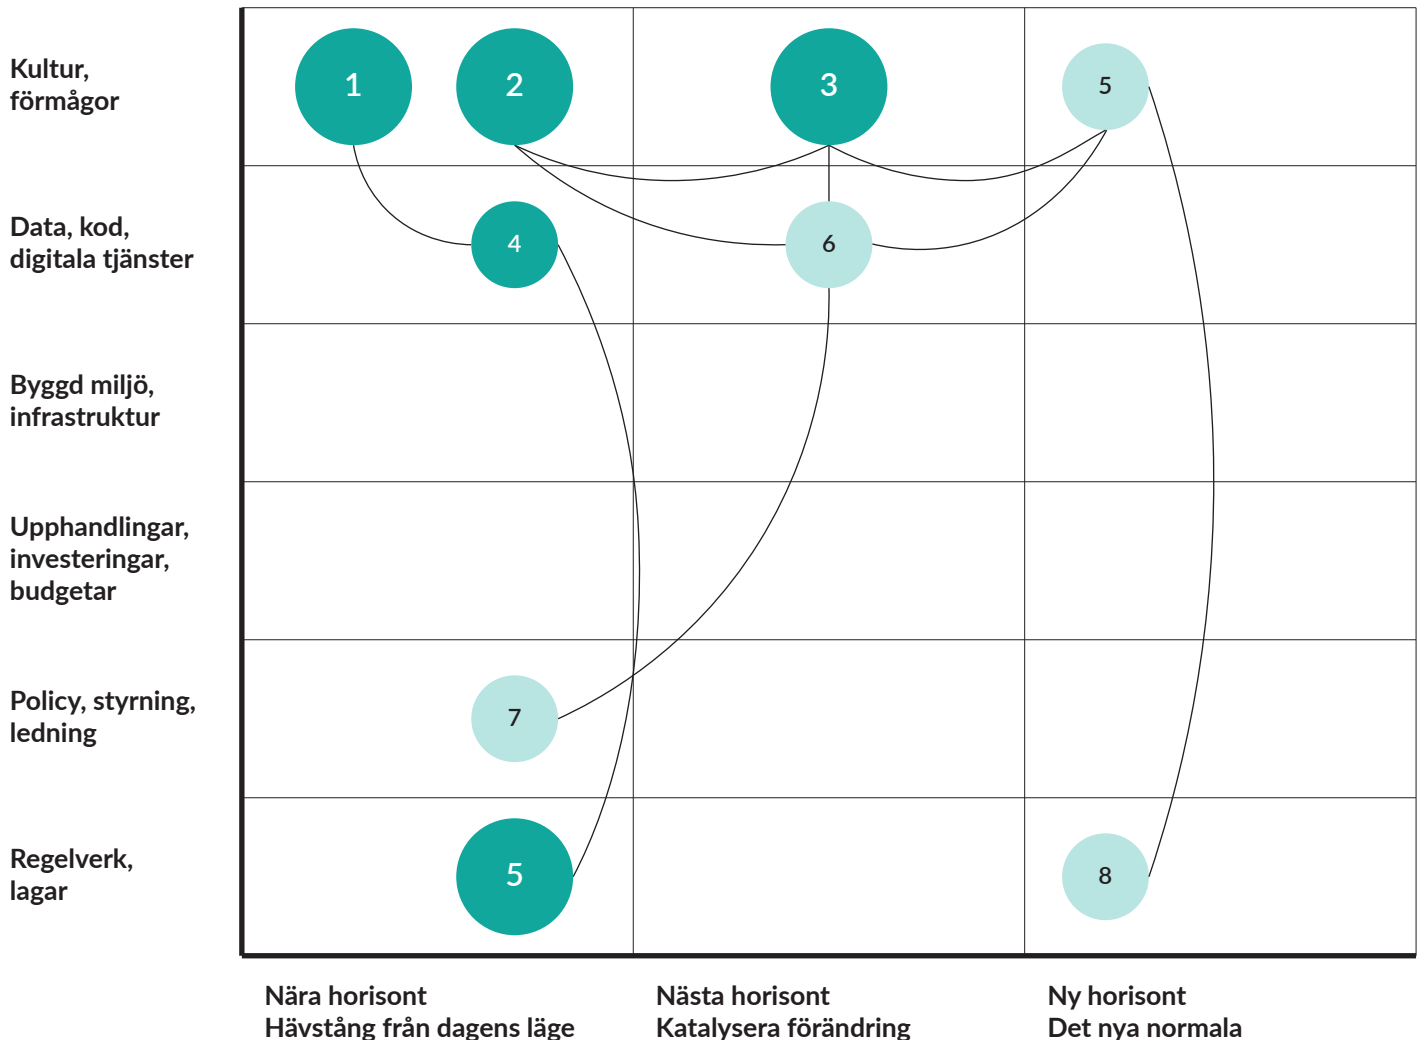 Kultur,
förmågor
1
2
3
5
Data, kod,
digitala tjänster
4
6
Byggd miljö,
infrastruktur
Upphandlingar,
investeringar,
budgetar
Policy, styrning,
ledning
7
Regelverk,
lagar
5
8
Nära horisont
Hävstång från dagens läge
Nästa horisont
Katalysera förändring
Ny horisont
Det nya normala